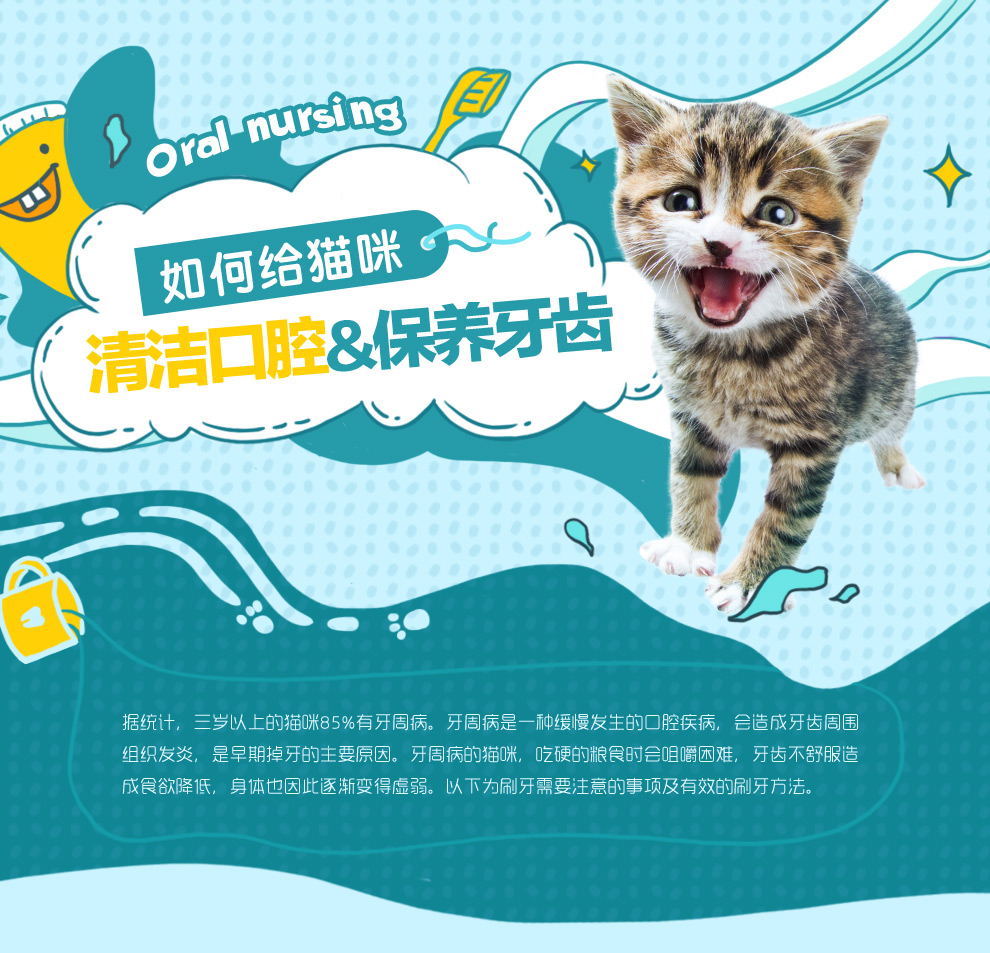 Oral nursing
如何给猫咪
清洁口腔&保养牙齿
据统计，三岁以上的猫咪85%有牙周病。牙周病是一种缓慢发生的口腔疾病，会造成牙齿周围
组织发炎，是早期掉牙的主要原因。牙周病的猫咪，吃硬的粮食时会咀嚼困难，牙齿不舒服造
成食欲降低，身体也因此逐渐变得虚弱。以下为刷牙需要注意的事项及有效的刷牙方法。